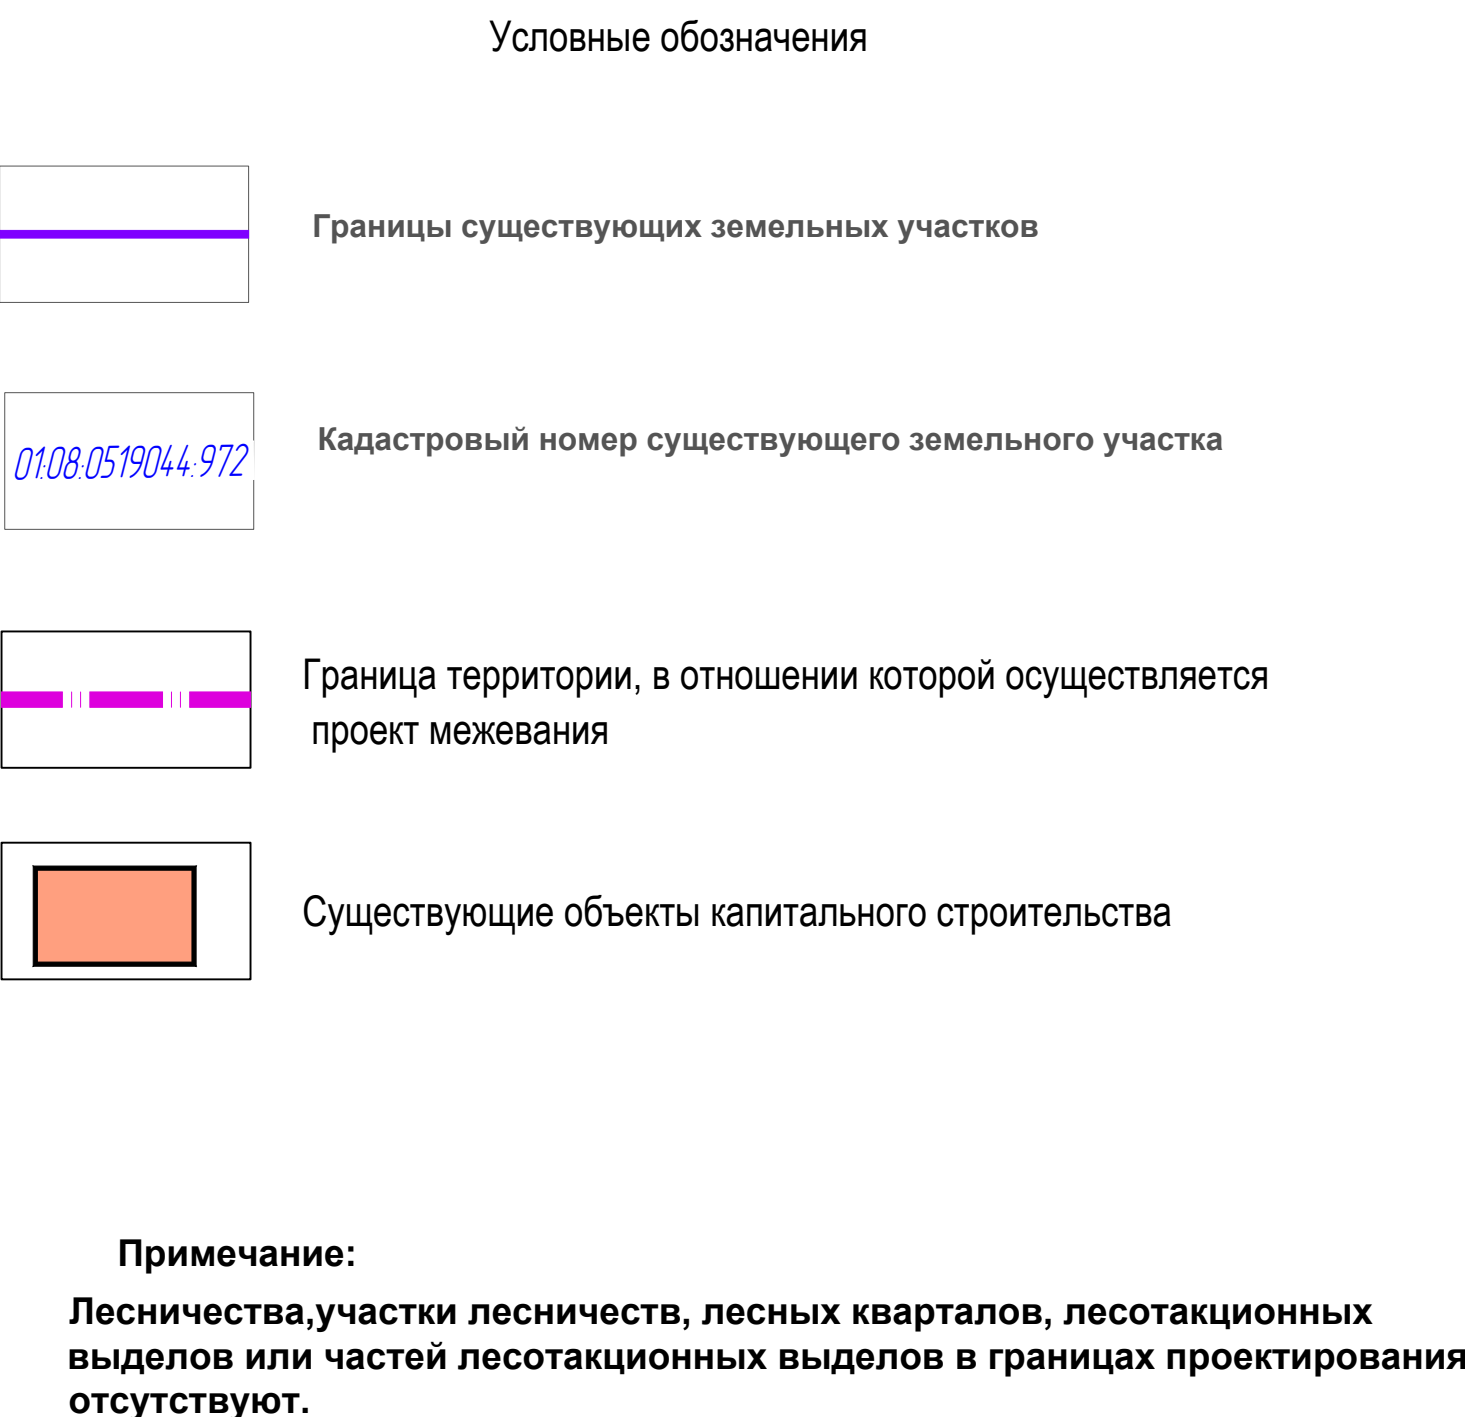 Условные обозначения
Границы существующих земельных участков
01:08:0519044:972
Кадастровый номер существующего земельного участка
Граница территории, в отношении которой осуществляется
проект межевания
Существующие объекты капитального строительства
Примечание:
Лесничества,участки лесничеств, лесных кварталов, лесотакционных
выделов или частей лесотакционных выделов в границах проектирования
отсутствуют.